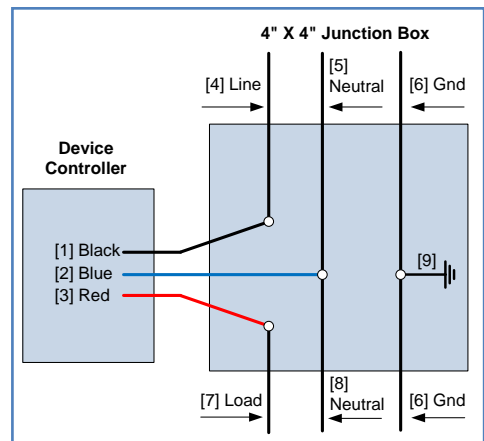 4" X 4" Junction Box
[4] Line
[5]
Neutral
[6] Gnd
Device
Controller
[1] Black
[2] Blue
[3] Red
[9]
[7] Load
[8]
Neutral
[6] Gnd